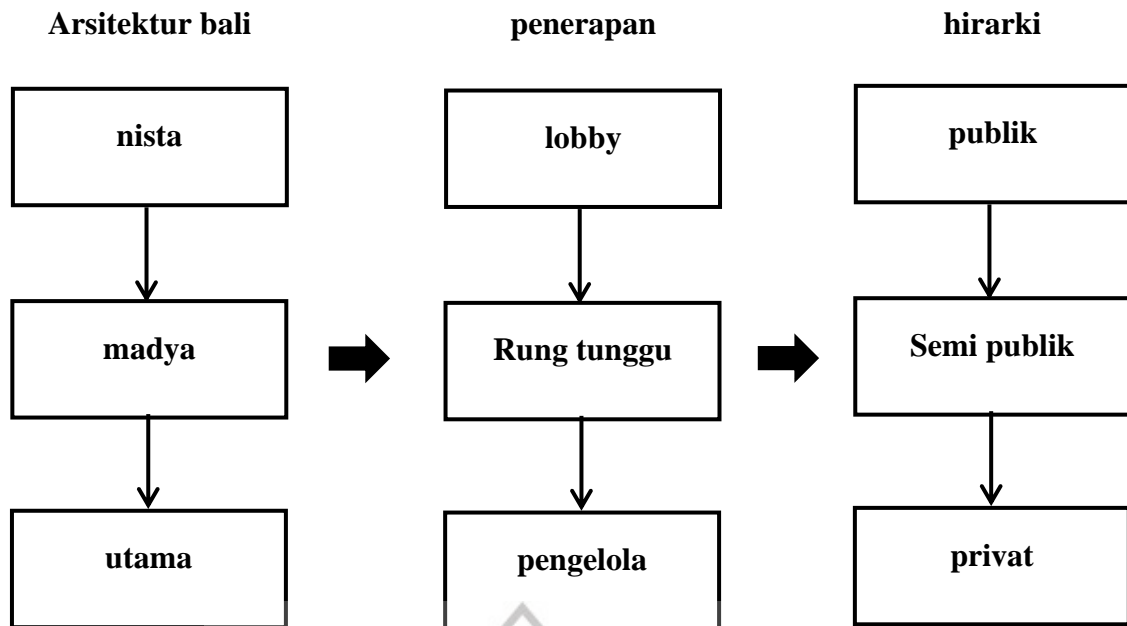 Arsitektur bali penerapan hirarki
nista lobby publik
madya Rung tunggu Semi publik
utama pengelola privat